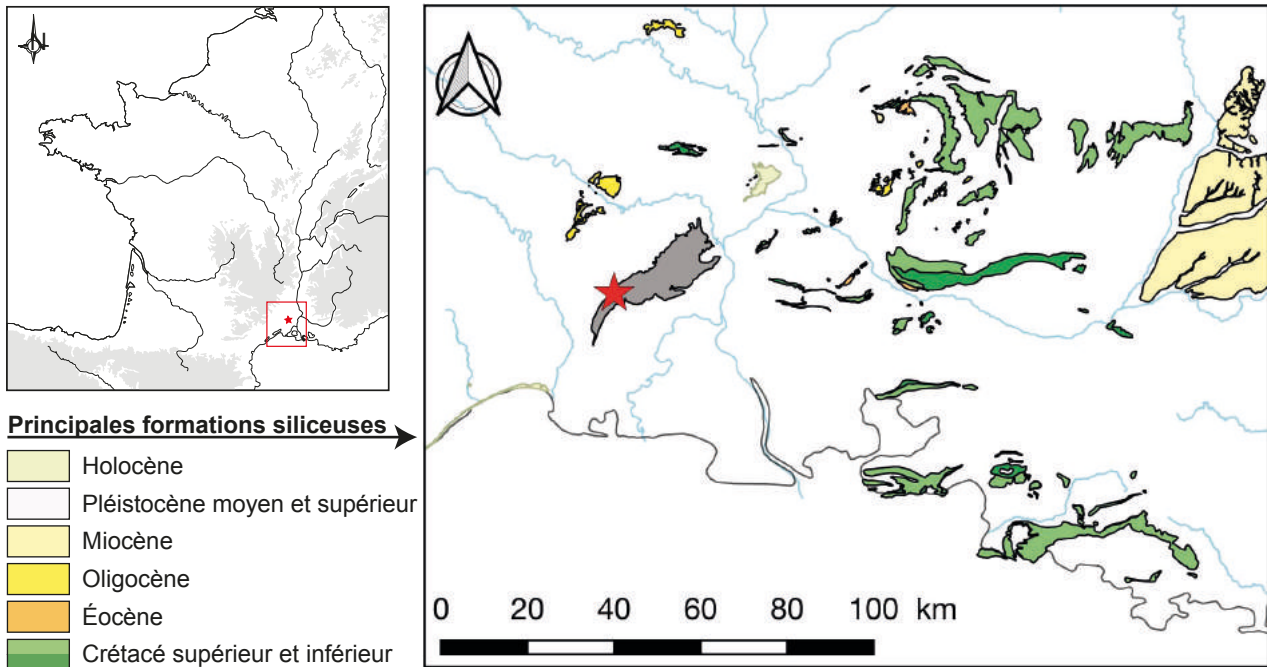 Principales formations siliceuses
Holocène
Pléistocène moyen et supérieur
Miocène
Oligocène
Éocène
Crétacé supérieur et inférieur
0 20 40 60 80 100 km